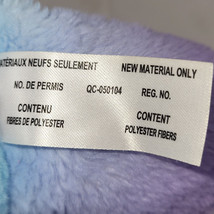 MATÉRIAUX NEUFS SEULEMENT NEW MATERIAL ONLY
NO. DE PERMIS QC-050104 REG. NO.
CONTENU CONTENT
FIBRES DE POLYESTER POLYESTER FIBERS